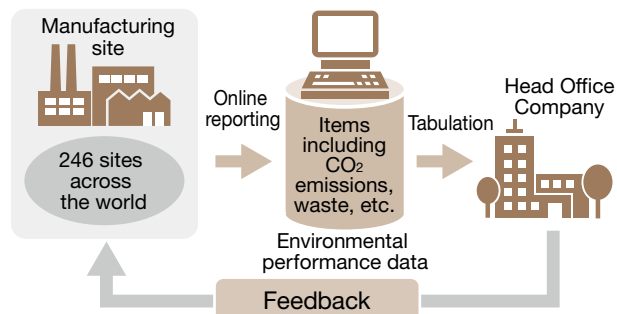 Manufacturing
site
246 sites
across
the world
Online
reporting
Items
including
CO₂
emissions,
waste, etc.
Environmental
performance data
Tabulation
Head Office
Company
Feedback